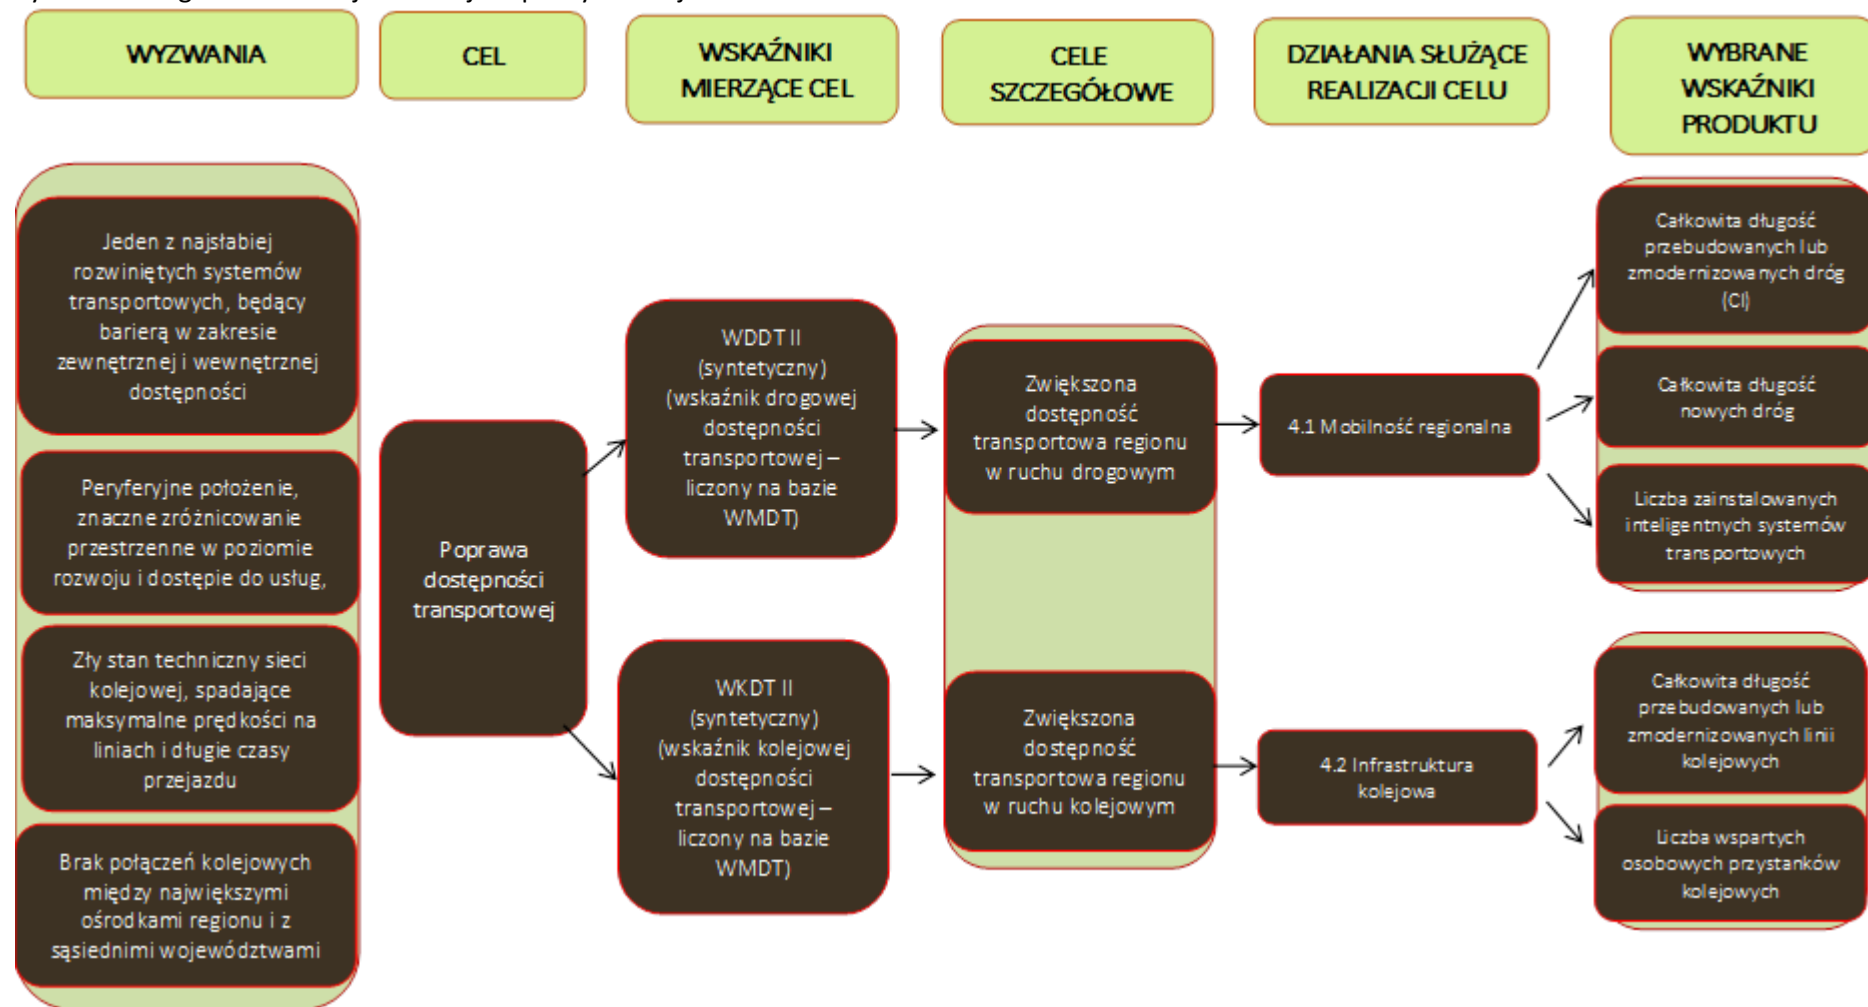 WYZWANIA
CEL
WSKAŹNIKI
MIERZĄCE CEL
CELE
SZCZEGÓŁOWE
DZIAŁANIA SŁUŻĄCE
REALIZACJI CELU
WYBRANE
WSKAŹNIKI
PRODUKTU
Jeden z najsłabiej
rozwiniętych systemów
transportowych, będący
barierą w zakresie
zewnętrznej i wewnętrznej
dostępności
Peryferyjne położenie,
znaczne zróżnicowanie
przestrzenne w poziomie
rozwoju i dostępie do usług,
Zły stan techniczny sieci
kolejowej, spadające
maksymalne prędkości na
liniach i długie czasy
przejazdu
Brak połączeń kolejowych
między największymi
ośrodkami regionu i z
sąsiednimi województwami
Poprawa
dostępności
transportowej
WDDT II
(syntetyczny)
(wskaźnik drogowej
dostępności
transportowej –
liczony na bazie
WMDT)
WKDT II
(syntetyczny)
(wskaźnik kolejowej
dostępności
transportowej –
liczony na bazie
WMDT)
Zwiększona
dostępność
transportowa regionu
w ruchu drogowym
Zwiększona
dostępność
transportowa regionu
w ruchu kolejowym
4.1 Mobilność regionalna
4.2 Infrastruktura
kolejowa
Całkowita długość
przebudowanych lub
zmodernizowanych dróg
(CI)
Całkowita długość
nowych dróg
Liczba zainstalowanych
inteligentnych systemów
transportowych
Całkowita długość
przebudowanych lub
zmodernizowanych linii
kolejowych
Liczba wspartych
osobowych przystanków
kolejowych